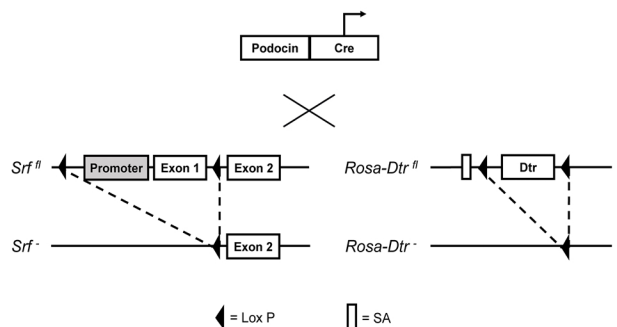 Podocin Cre
Srf fl Promoter Exon 1 Exon 2 Rosa-Dtr fl Dtr
Srf - Exon 2 Rosa-Dtr -
= Lox P = SA